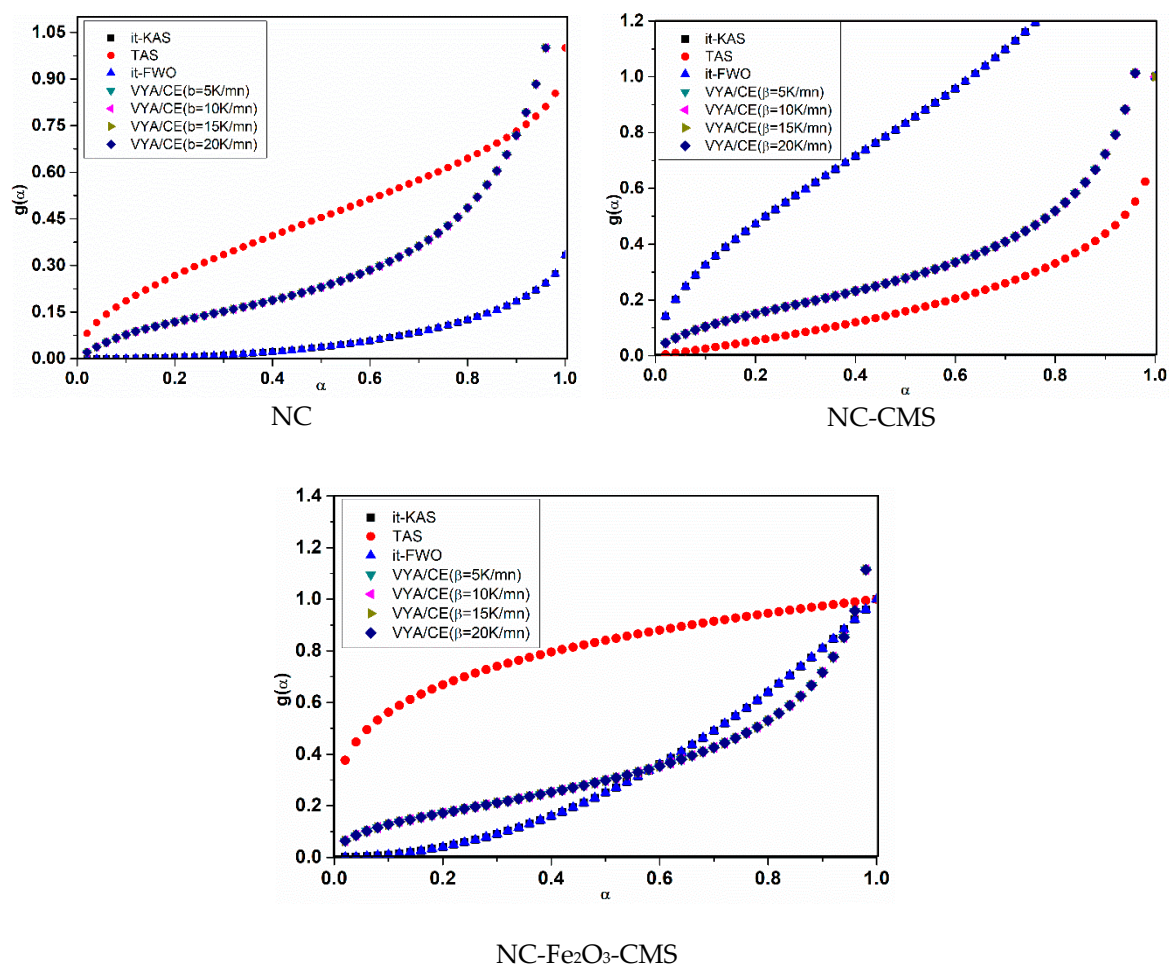 1.05
0.90
0.75
0.60
0.45
0.30
0.15
0.00
g(α)
it-KAS
TAS
it-FWO
VYA/CE(b=5K/mn)
VYA/CE(b=10K/mn)
VYA/CE(b=15K/mn)
VYA/CE(b=20K/mn)
0.0 0.2 0.4 0.6 0.8 1.0
α
NC
1.2
1.0
0.8
0.6
0.4
0.2
0.0
g(α)
it-KAS
TAS
it-FWO
VYA/CE(β=5K/mn)
VYA/CE(β=10K/mn)
VYA/CE(β=15K/mn)
VYA/CE(β=20K/mn)
0.0 0.2 0.4 0.6 0.8 1.0
α
NC-CMS
1.4
1.2
1.0
0.8
0.6
0.4
0.2
0.0
g(α)
it-KAS
TAS
it-FWO
VYA/CE(β=5K/mn)
VYA/CE(β=10K/mn)
VYA/CE(β=15K/mn)
VYA/CE(β=20K/mn)
0.0 0.2 0.4 0.6 0.8 1.0
α
NC-Fe₂O₃-CMS